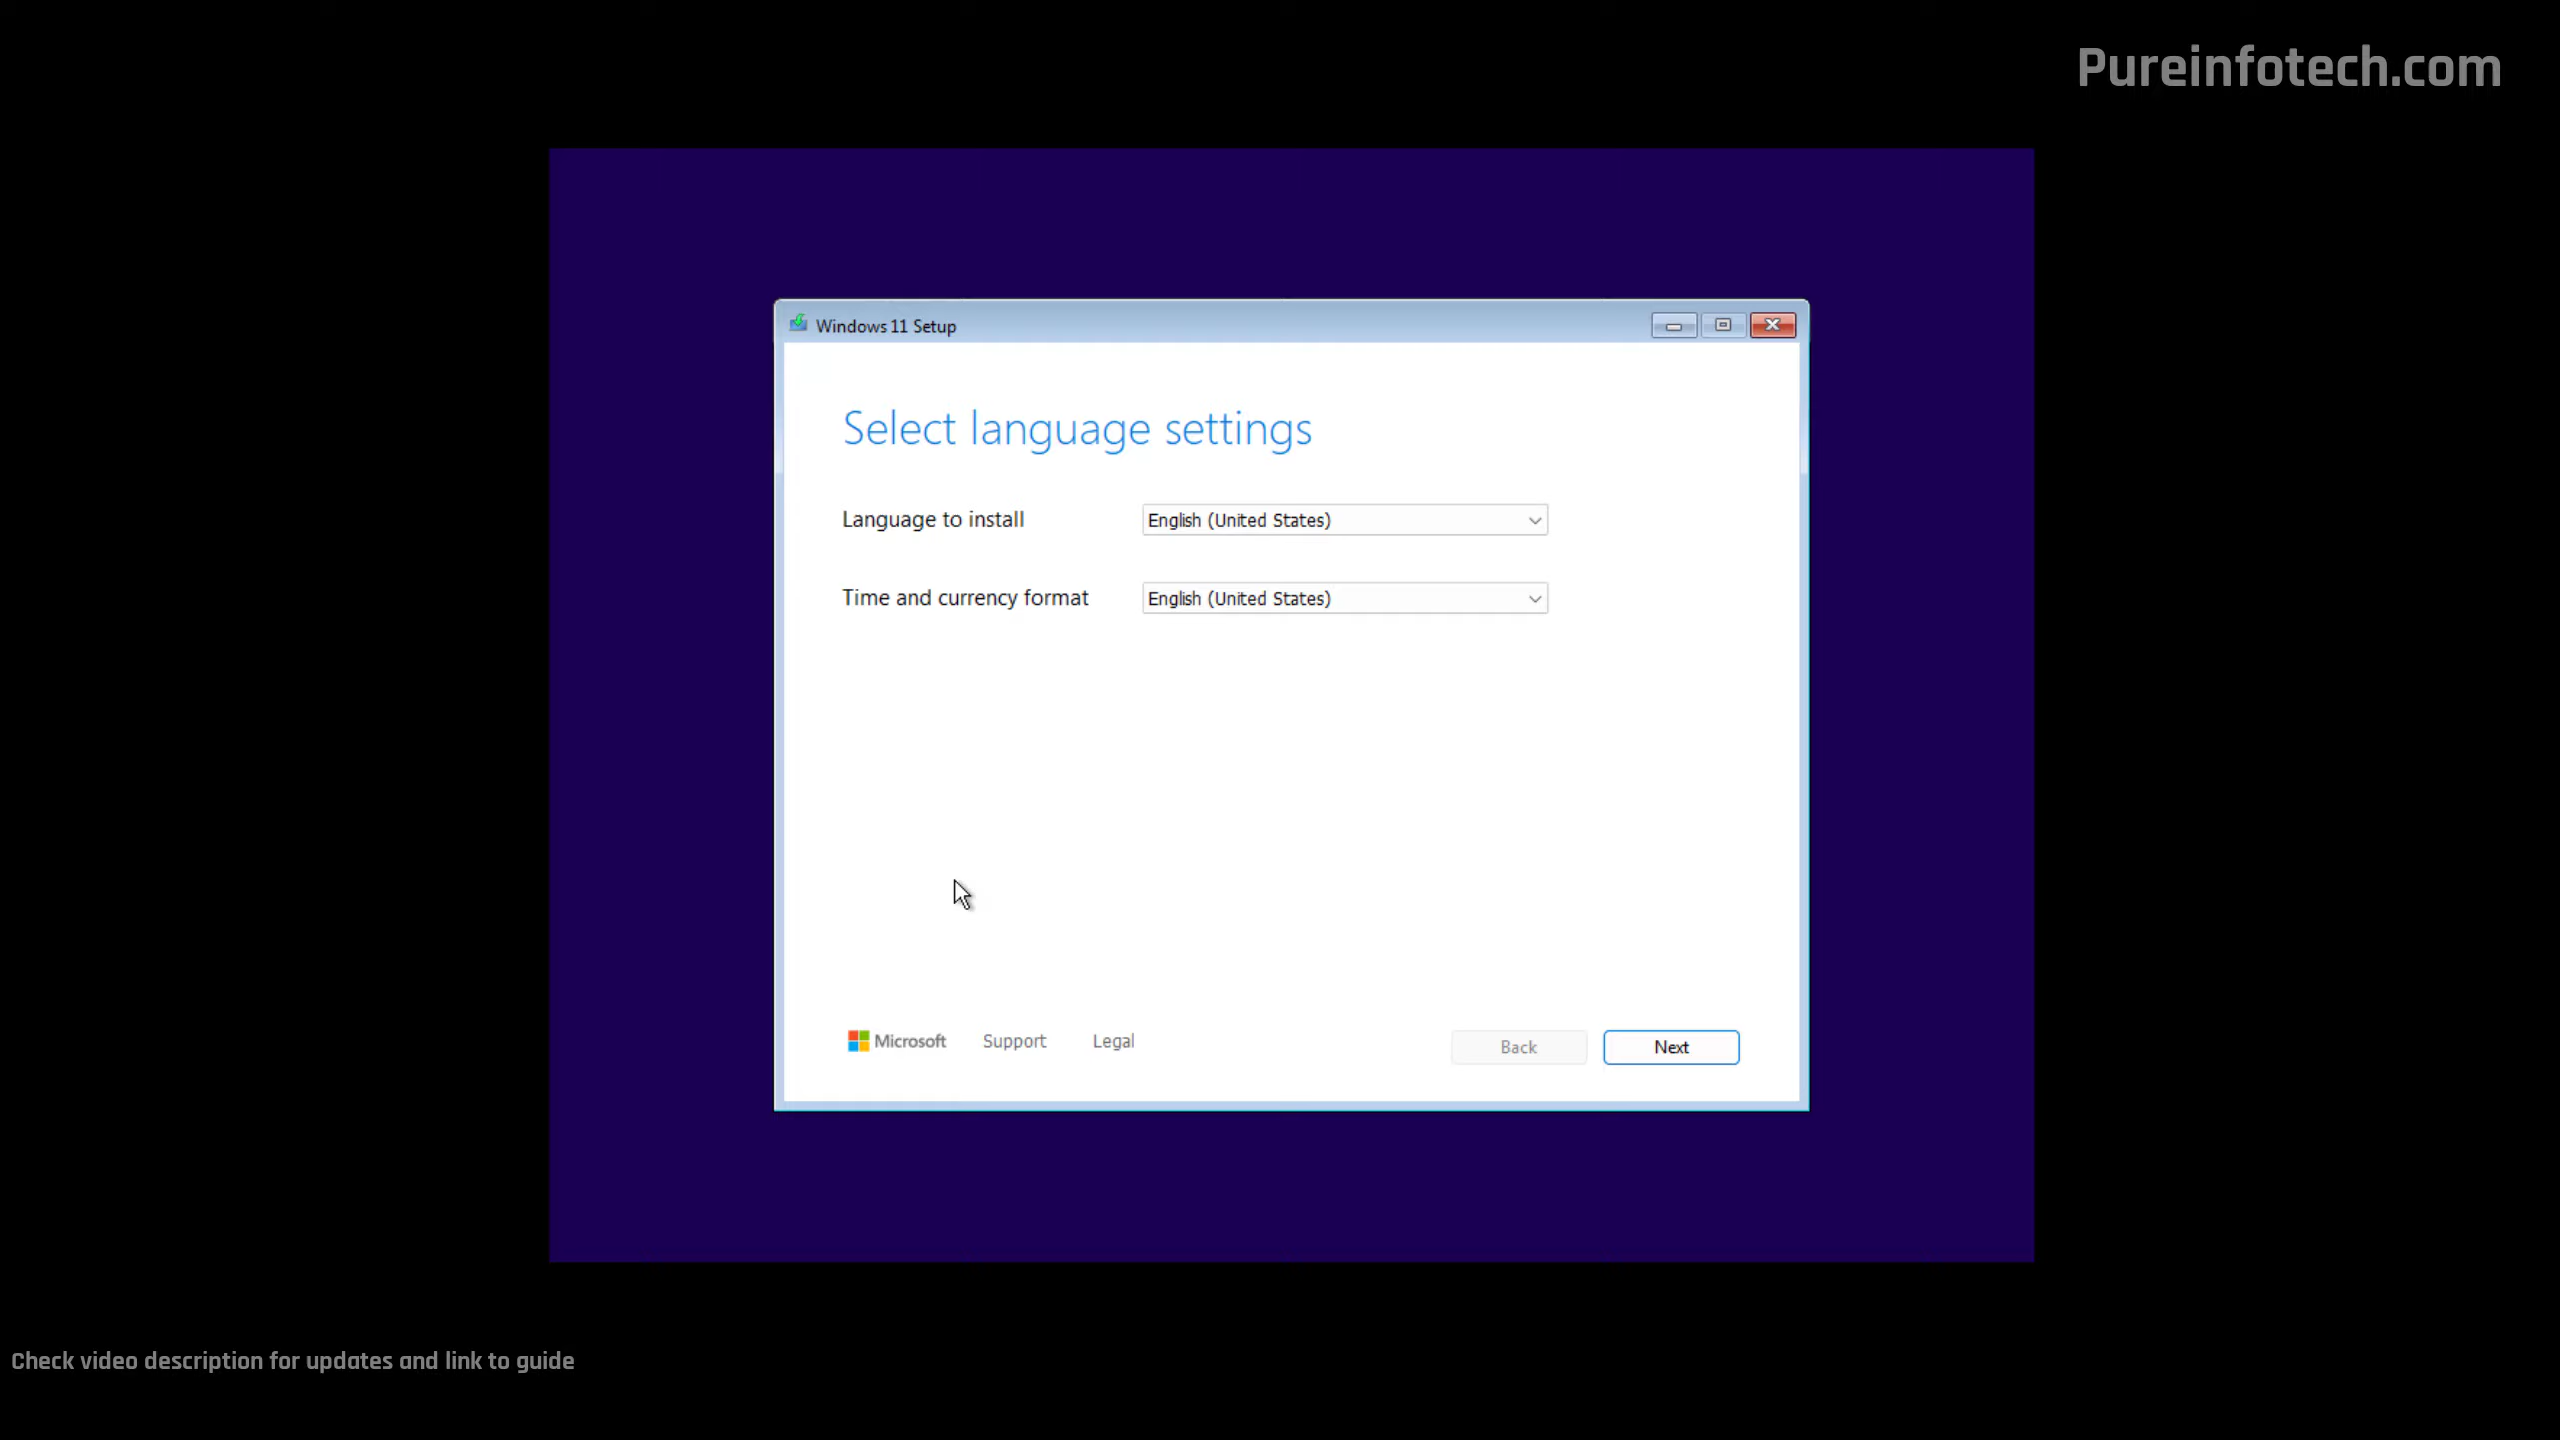 Pureinfotech.com
Windows 11 Setup
Select language settings
Language to install
English (United States)
Time and currency format
English (United States)
Microsoft
Support
Legal
Back
Next
Check video description for updates and link to guide